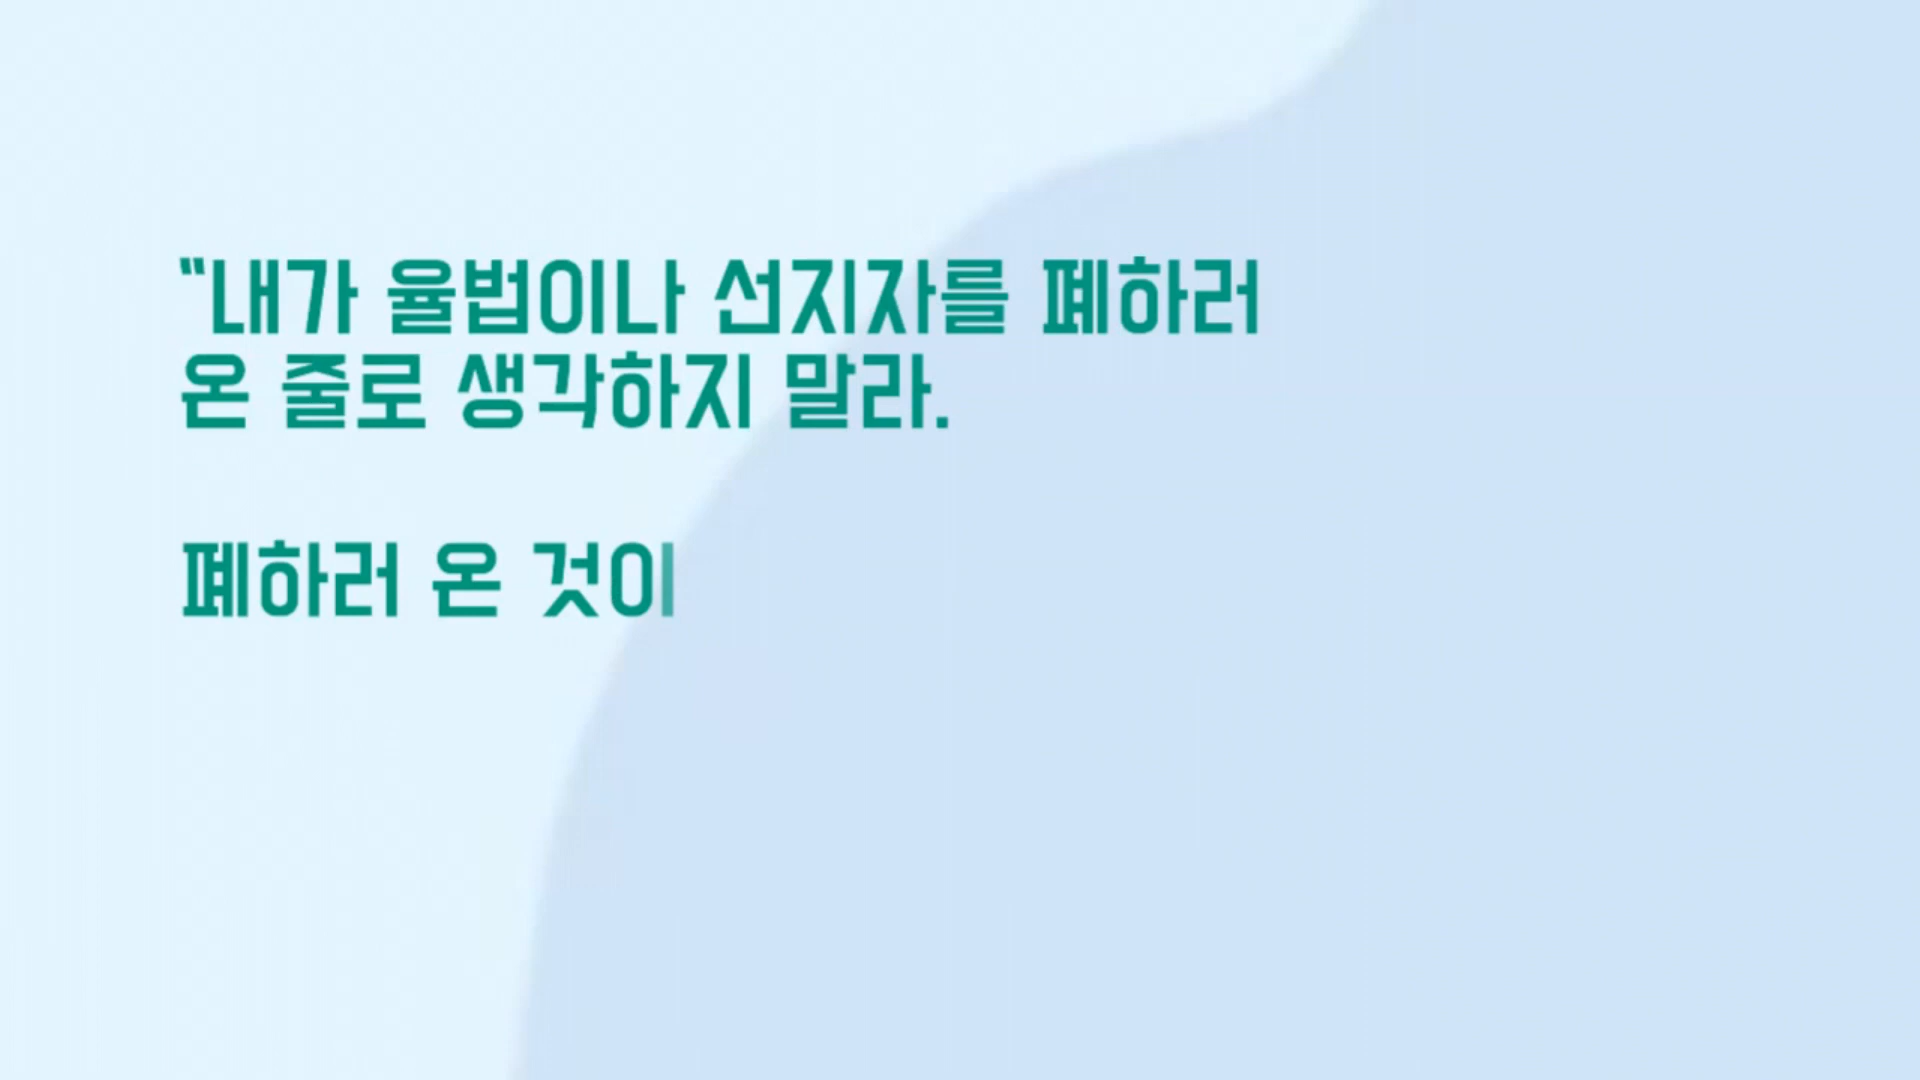 “내가 율법이나 선지자를 폐하러
온 줄로 생각하지 말라.
폐하러 온 것이